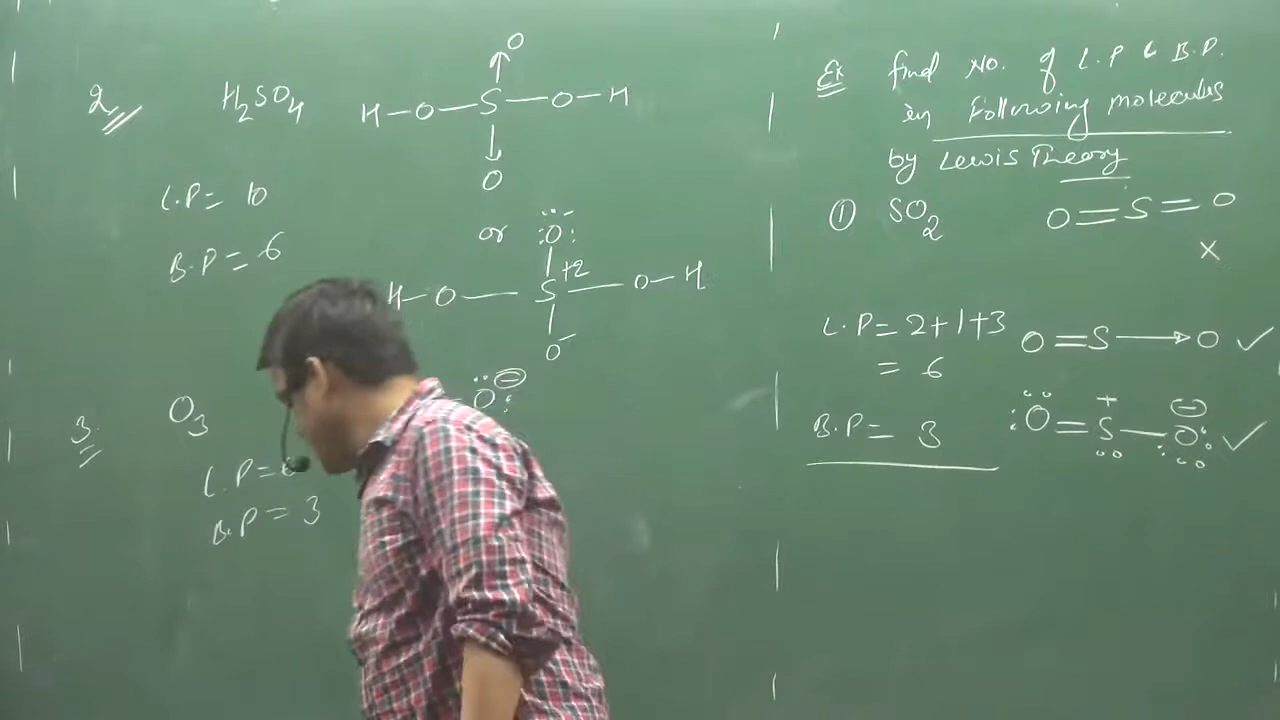 2 H₂SO₄
O
↑
H–O–S–O–H
↓
O
L.P = 10
B.P = 6
or :Ö:⁻
|
H–O–S⁺²–O–H
|
O⁻
3. O₃
O⊖
L.P =
B.P = 3
Ex find No. of L.P & B.P.
in Following molecules
by Lewis Theory
① SO₂ O=S=O
×
L.P = 2+1+3 O=S→O ✓
= 6
B.P = 3 O=S⁺–O⊖ ✓